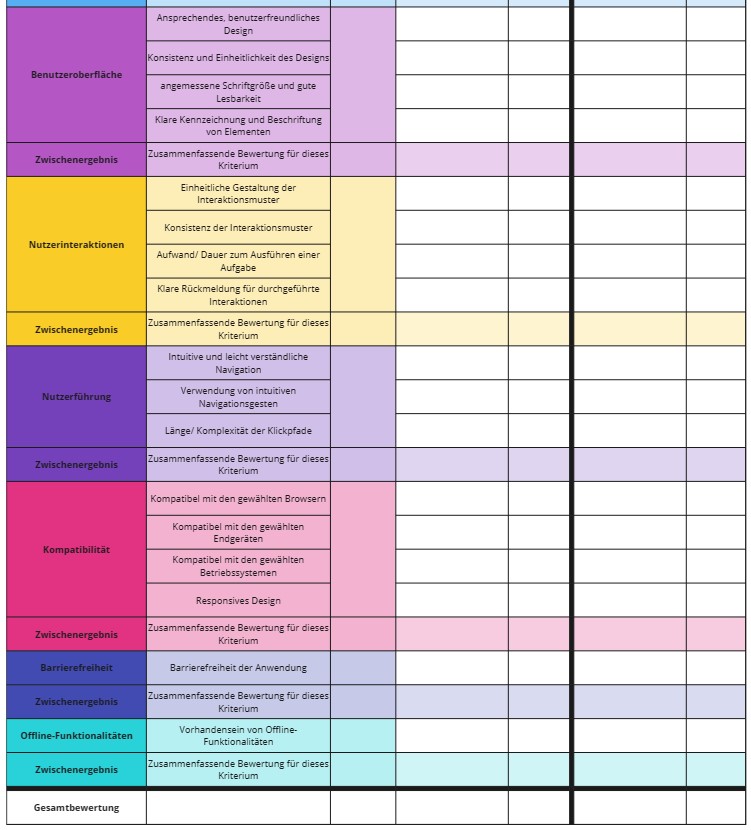 Benutzeroberfläche
Ansprechendes, benutzerfreundliches
Design
Konsistenz und Einheitlichkeit des Designs
angemessene Schriftgröße und gute
Lesbarkeit
Klare Kennzeichnung und Beschriftung
von Elementen
Zwischenergebnis
Zusammenfassende Bewertung für dieses
Kriterium
Nutzerinteraktionen
Einheitliche Gestaltung der
Interaktionsmuster
Konsistenz der Interaktionsmuster
Aufwand/ Dauer zum Ausführen einer
Aufgabe
Klare Rückmeldung für durchgeführte
Interaktionen
Zwischenergebnis
Zusammenfassende Bewertung für dieses
Kriterium
Nutzerführung
Intuitive und leicht verständliche
Navigation
Verwendung von intuitiven
Navigationsgesten
Länge/ Komplexität der Klickpfade
Zwischenergebnis
Zusammenfassende Bewertung für dieses
Kriterium
Kompatibilität
Kompatibel mit den gewählten Browsern
Kompatibel mit den gewählten
Endgeräten
Kompatibel mit den gewählten
Betriebssystemen
Responsives Design
Zwischenergebnis
Zusammenfassende Bewertung für dieses
Kriterium
Barrierefreiheit
Barrierefreiheit der Anwendung
Zwischenergebnis
Zusammenfassende Bewertung für dieses
Kriterium
Offline-Funktionalitäten
Vorhandensein von Offline-
Funktionalitäten
Zwischenergebnis
Zusammenfassende Bewertung für dieses
Kriterium
Gesamtbewertung